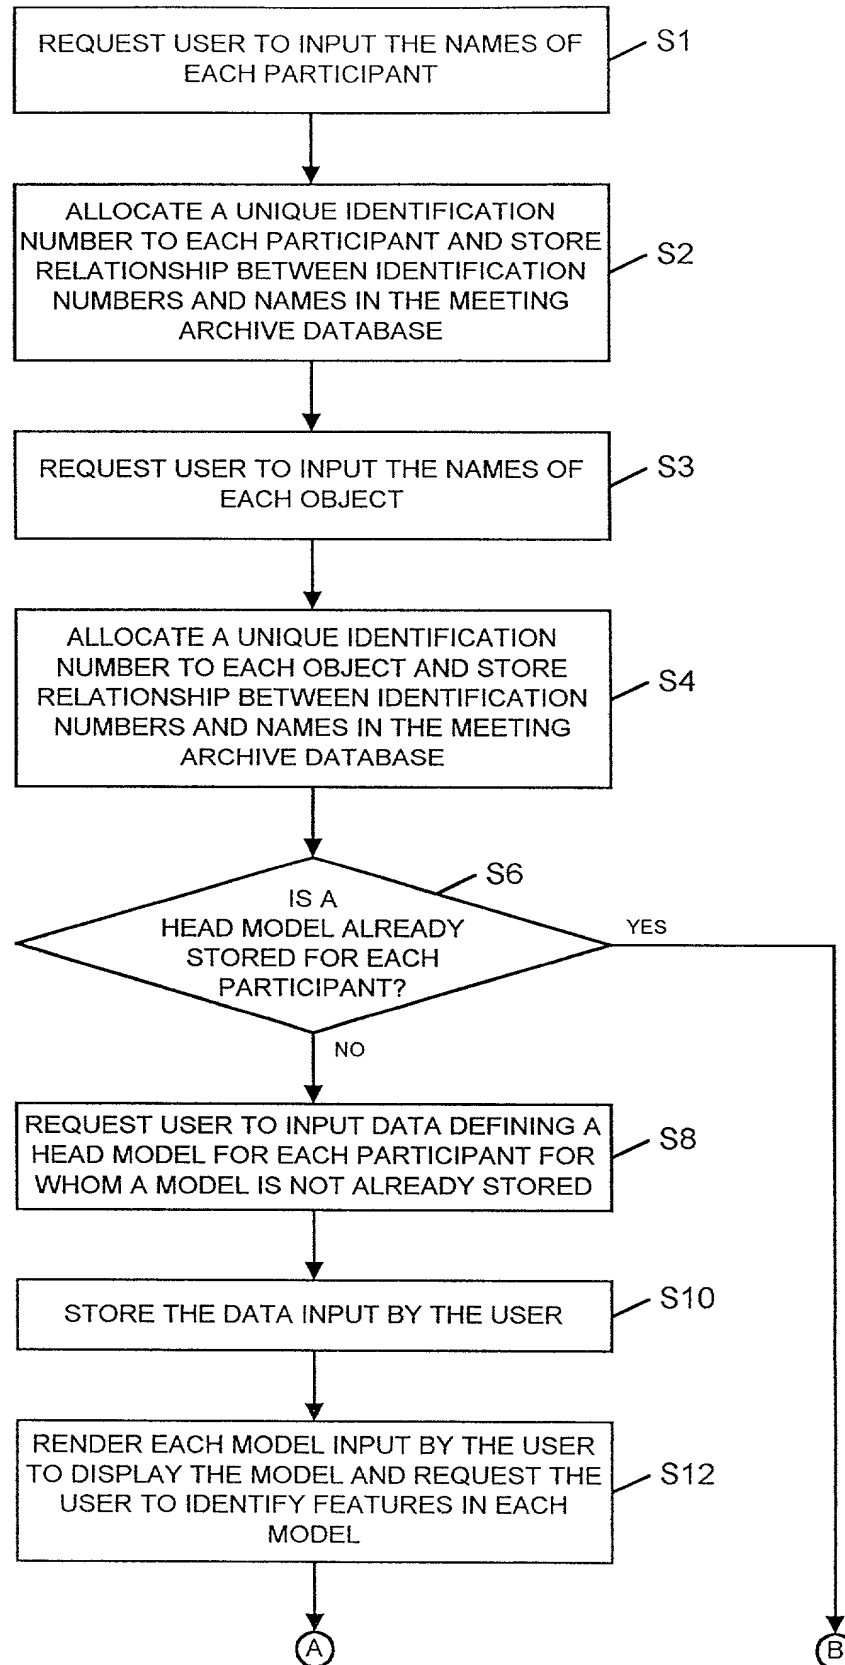 REQUEST USER TO INPUT THE NAMES OF
EACH PARTICIPANT
S1
ALLOCATE A UNIQUE IDENTIFICATION
NUMBER TO EACH PARTICIPANT AND STORE
RELATIONSHIP BETWEEN IDENTIFICATION
NUMBERS AND NAMES IN THE MEETING
ARCHIVE DATABASE
S2
REQUEST USER TO INPUT THE NAMES OF
EACH OBJECT
S3
ALLOCATE A UNIQUE IDENTIFICATION
NUMBER TO EACH OBJECT AND STORE
RELATIONSHIP BETWEEN IDENTIFICATION
NUMBERS AND NAMES IN THE MEETING
ARCHIVE DATABASE
S4
IS A
HEAD MODEL ALREADY
STORED FOR EACH
PARTICIPANT?
S6
YES
NO
REQUEST USER TO INPUT DATA DEFINING A
HEAD MODEL FOR EACH PARTICIPANT FOR
WHOM A MODEL IS NOT ALREADY STORED
S8
STORE THE DATA INPUT BY THE USER
S10
RENDER EACH MODEL INPUT BY THE USER
TO DISPLAY THE MODEL AND REQUEST THE
USER TO IDENTIFY FEATURES IN EACH
MODEL
S12
A
B